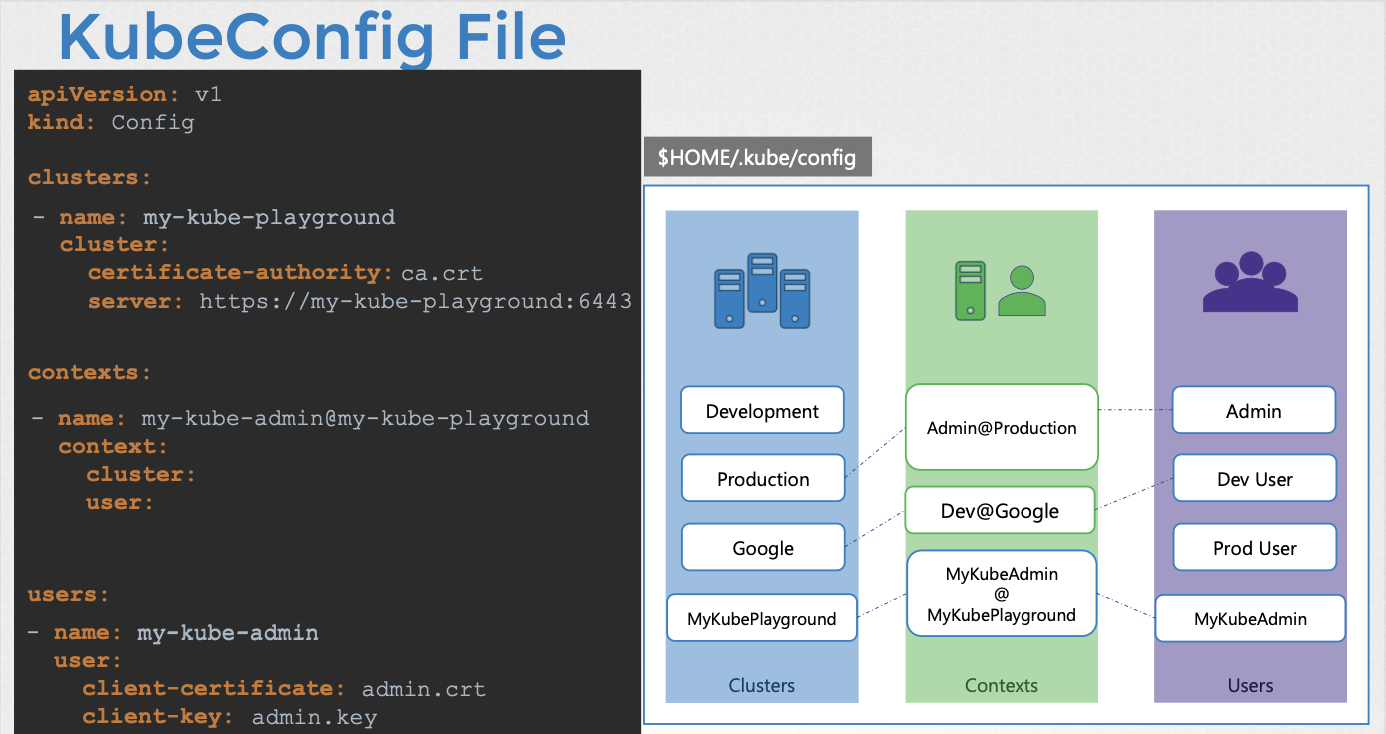 KubeConfig File
apiVersion: v1
kind: Config
clusters:
- name: my-kube-playground
cluster:
certificate-authority: ca.crt
server: https://my-kube-playground:6443
contexts:
- name: my-kube-admin@my-kube-playground
context:
cluster:
user:
users:
- name: my-kube-admin
user:
client-certificate: admin.crt
client-key: admin.key
$HOME/.kube/config
Development
Production
Google
MyKubePlayground
Clusters
Admin@Production
Dev@Google
MyKubeAdmin
@
MyKubePlayground
Contexts
Admin
Dev User
Prod User
MyKubeAdmin
Users